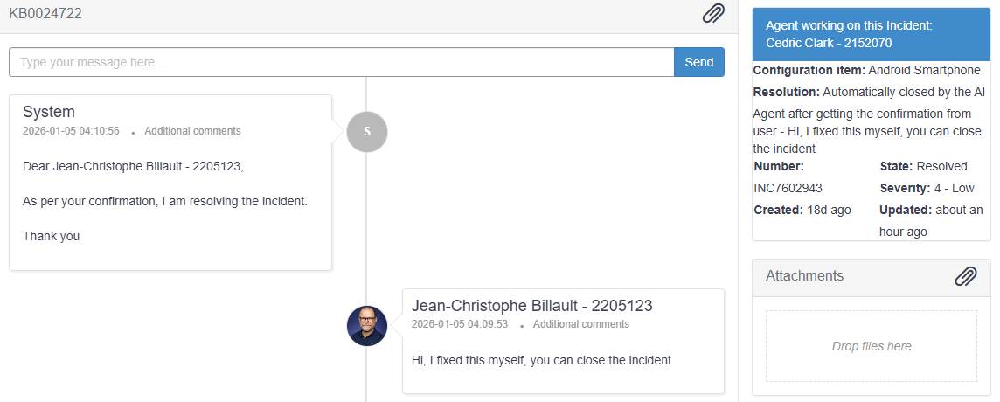 KB0024722
Type your message here...
Send
System
2026-01-05 04:10:56 • Additional comments
Dear Jean-Christophe Billault - 2205123,
As per your confirmation, I am resolving the incident.
Thank you
S
Jean-Christophe Billault - 2205123
2026-01-05 04:09:53 • Additional comments
Hi, I fixed this myself, you can close the incident
Agent working on this Incident:
Cedric Clark - 2152070
Configuration item: Android Smartphone
Resolution: Automatically closed by the AI
Agent after getting the confirmation from
user - Hi, I fixed this myself, you can close
the incident
Number:
INC7602943
Created: 18d ago
State: Resolved
Severity: 4 - Low
Updated: about an
hour ago
Attachments
Drop files here